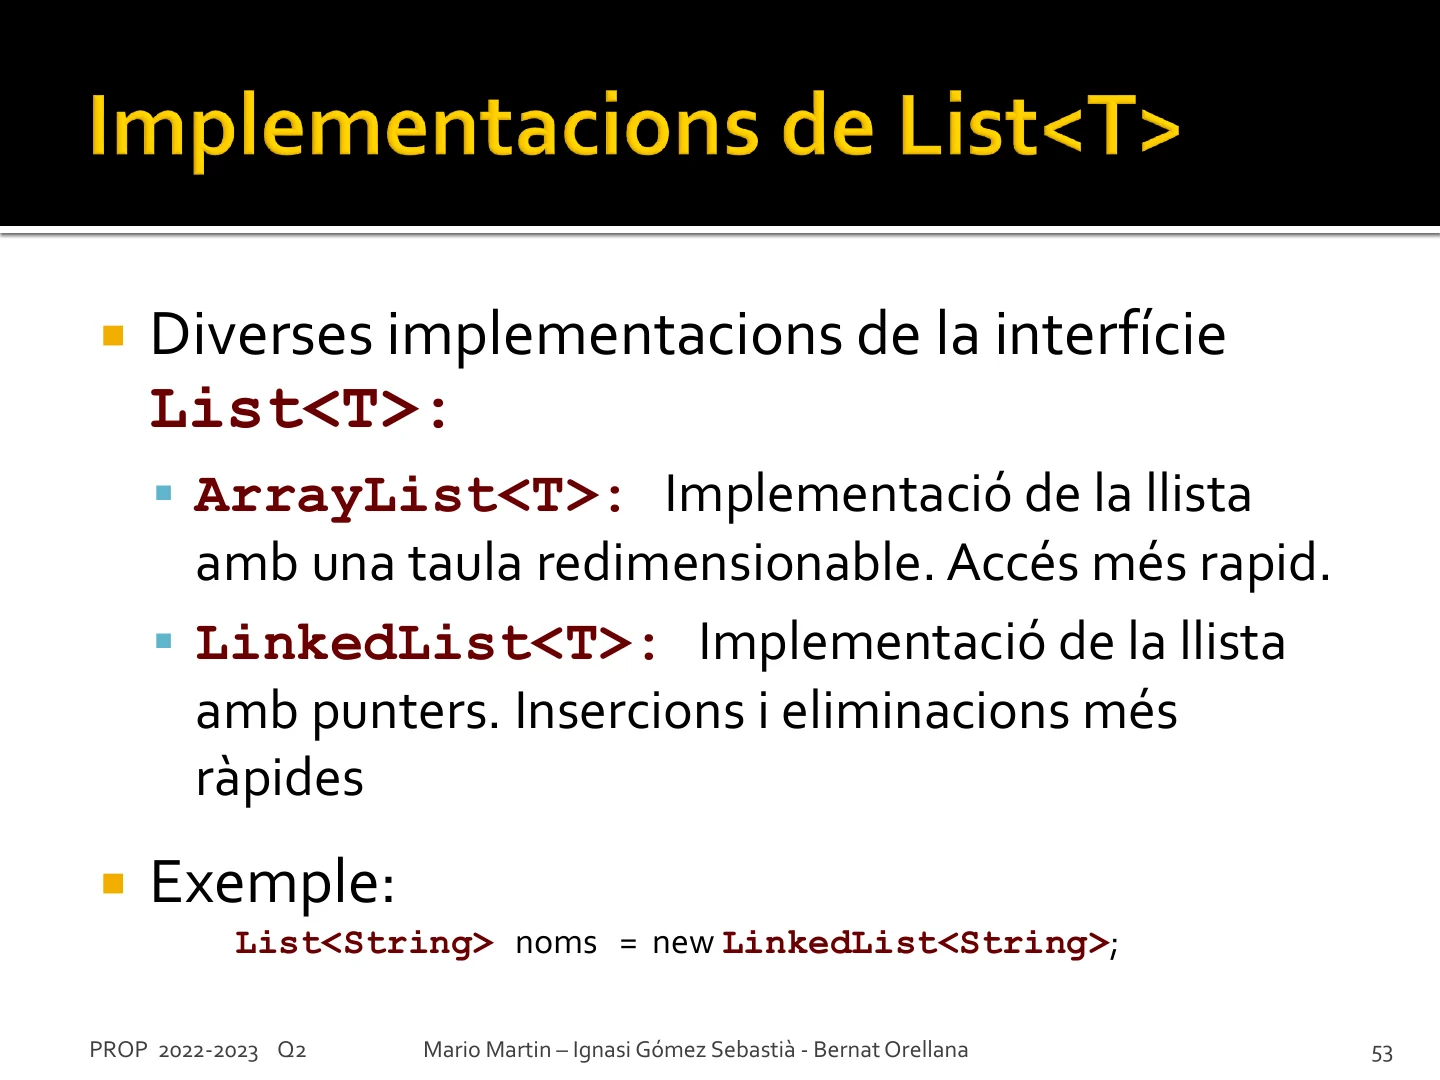 Implementacions de List<T>
Diverses implementacions de la interfície
List<T>:
ArrayList<T>: Implementació de la llista
amb una taula redimensionable. Accés més rapid.
LinkedList<T>: Implementació de la llista
amb punters. Insercions i eliminacions més
ràpides
Exemple:
List<String> noms = new LinkedList<String>;
PROP 2022-2023 Q2 Mario Martin – Ignasi Gómez Sebastià - Bernat Orellana 53